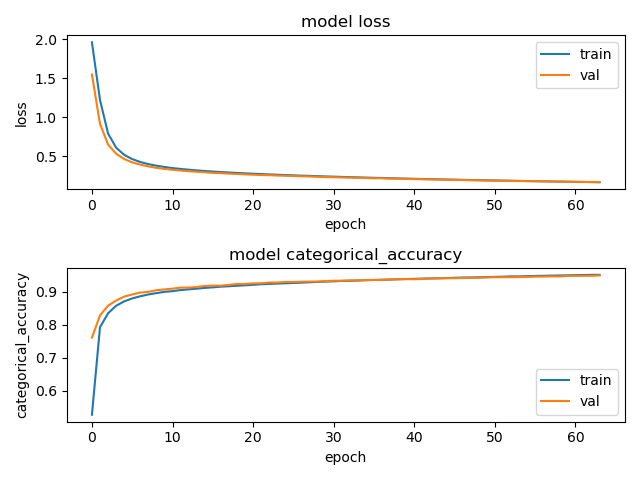 model loss
2.0
1.5
1.0
0.5
loss
train
val
0 10 20 30 40 50 60
epoch
model categorical_accuracy
0.9
0.8
0.7
0.6
categorical_accuracy
train
val
0 10 20 30 40 50 60
epoch